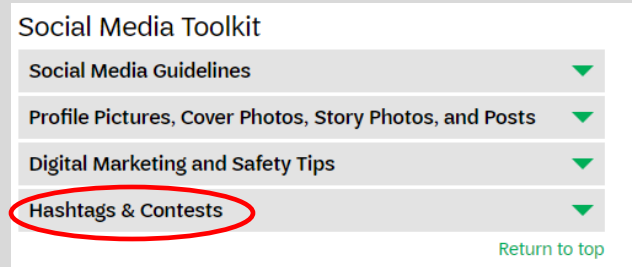 Social Media Toolkit
Social Media Guidelines
Profile Pictures, Cover Photos, Story Photos, and Posts
Digital Marketing and Safety Tips
Hashtags & Contests
Return to top